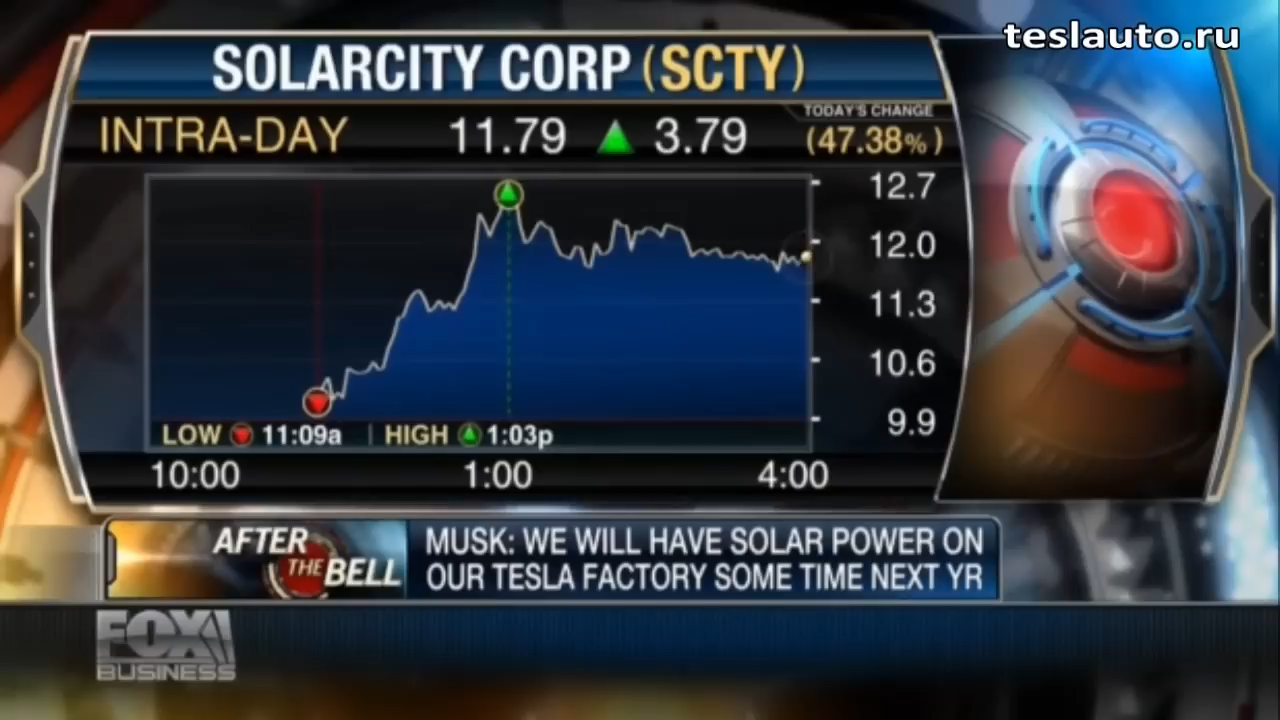 teslauto.ru
SOLARCITY CORP (SCTY)
TODAY'S CHANGE
INTRA-DAY 11.79 ▲ 3.79 (47.38%)
12.7
12.0
11.3
10.6
9.9
LOW ▼ 11:09a | HIGH ▲ 1:03p
10:00 1:00 4:00
AFTER THE BELL
MUSK: WE WILL HAVE SOLAR POWER ON
OUR TESLA FACTORY SOME TIME NEXT YR
FOX
BUSINESS